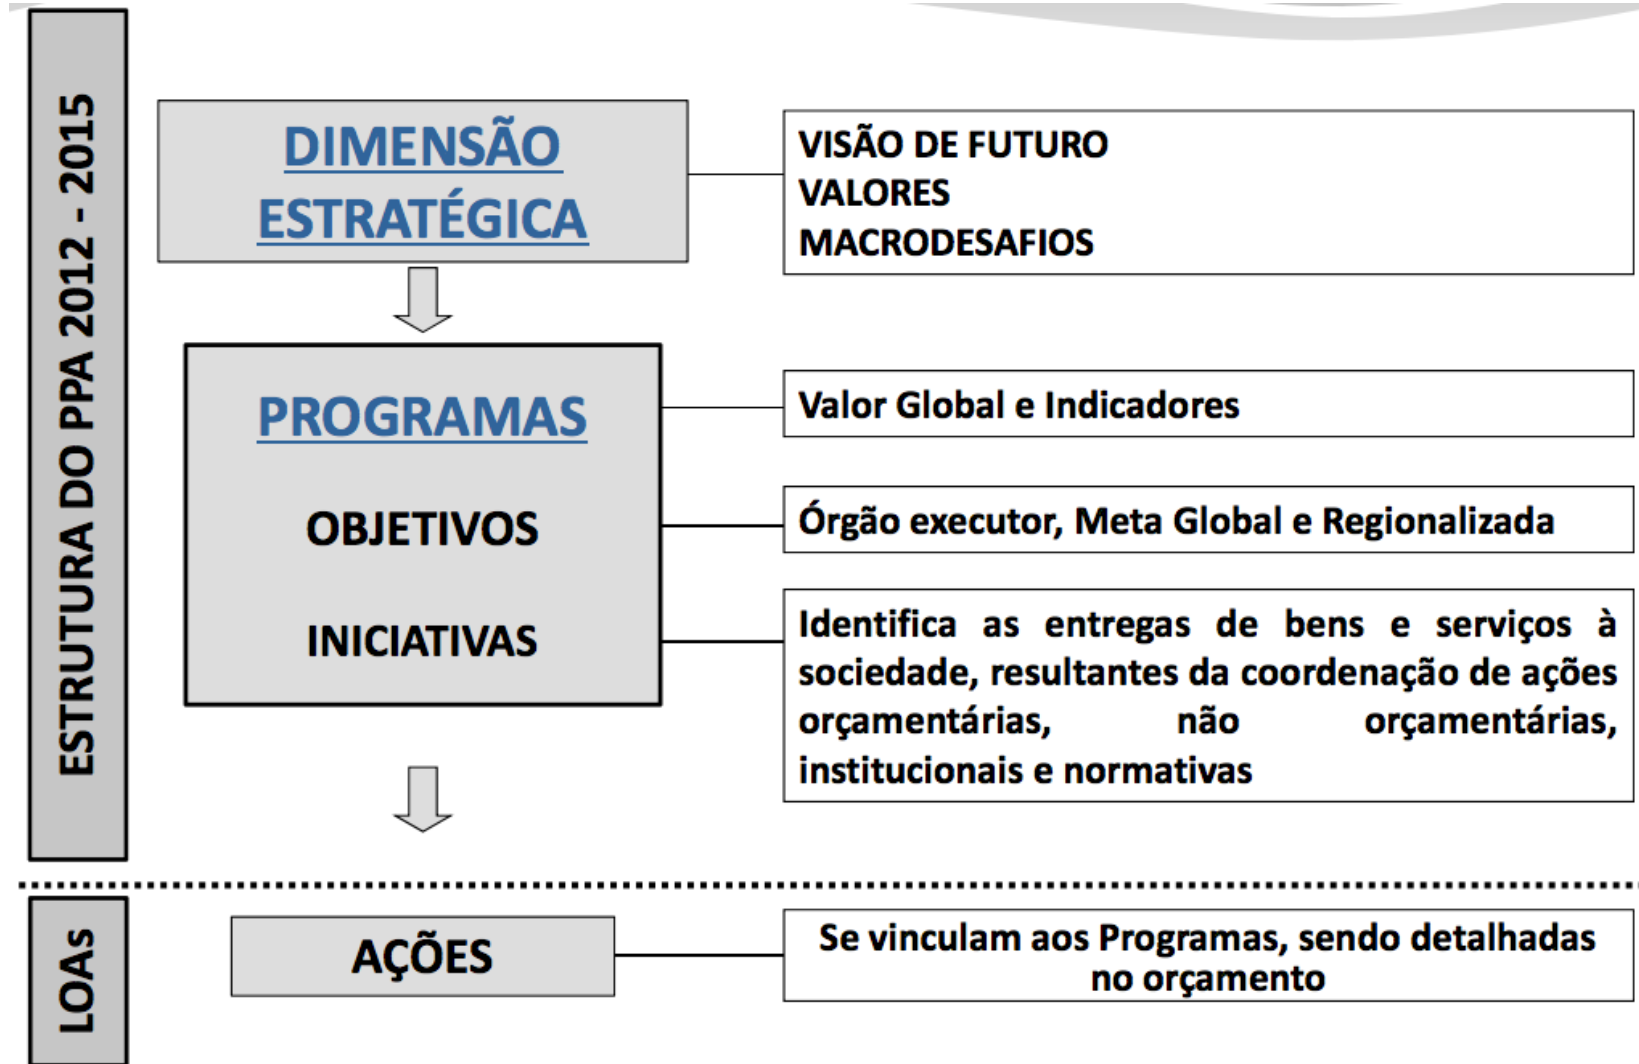 ESTRUTURA DO PPA 2012 - 2015
DIMENSÃO
ESTRATÉGICA
VISÃO DE FUTURO
VALORES
MACRODESAFIOS
PROGRAMAS
Valor Global e Indicadores
OBJETIVOS
Órgão executor, Meta Global e Regionalizada
INICIATIVAS
Identifica as entregas de bens e serviços à
sociedade, resultantes da coordenação de ações
orçamentárias, não orçamentárias,
institucionais e normativas
LOAs
AÇÕES
Se vinculam aos Programas, sendo detalhadas
no orçamento